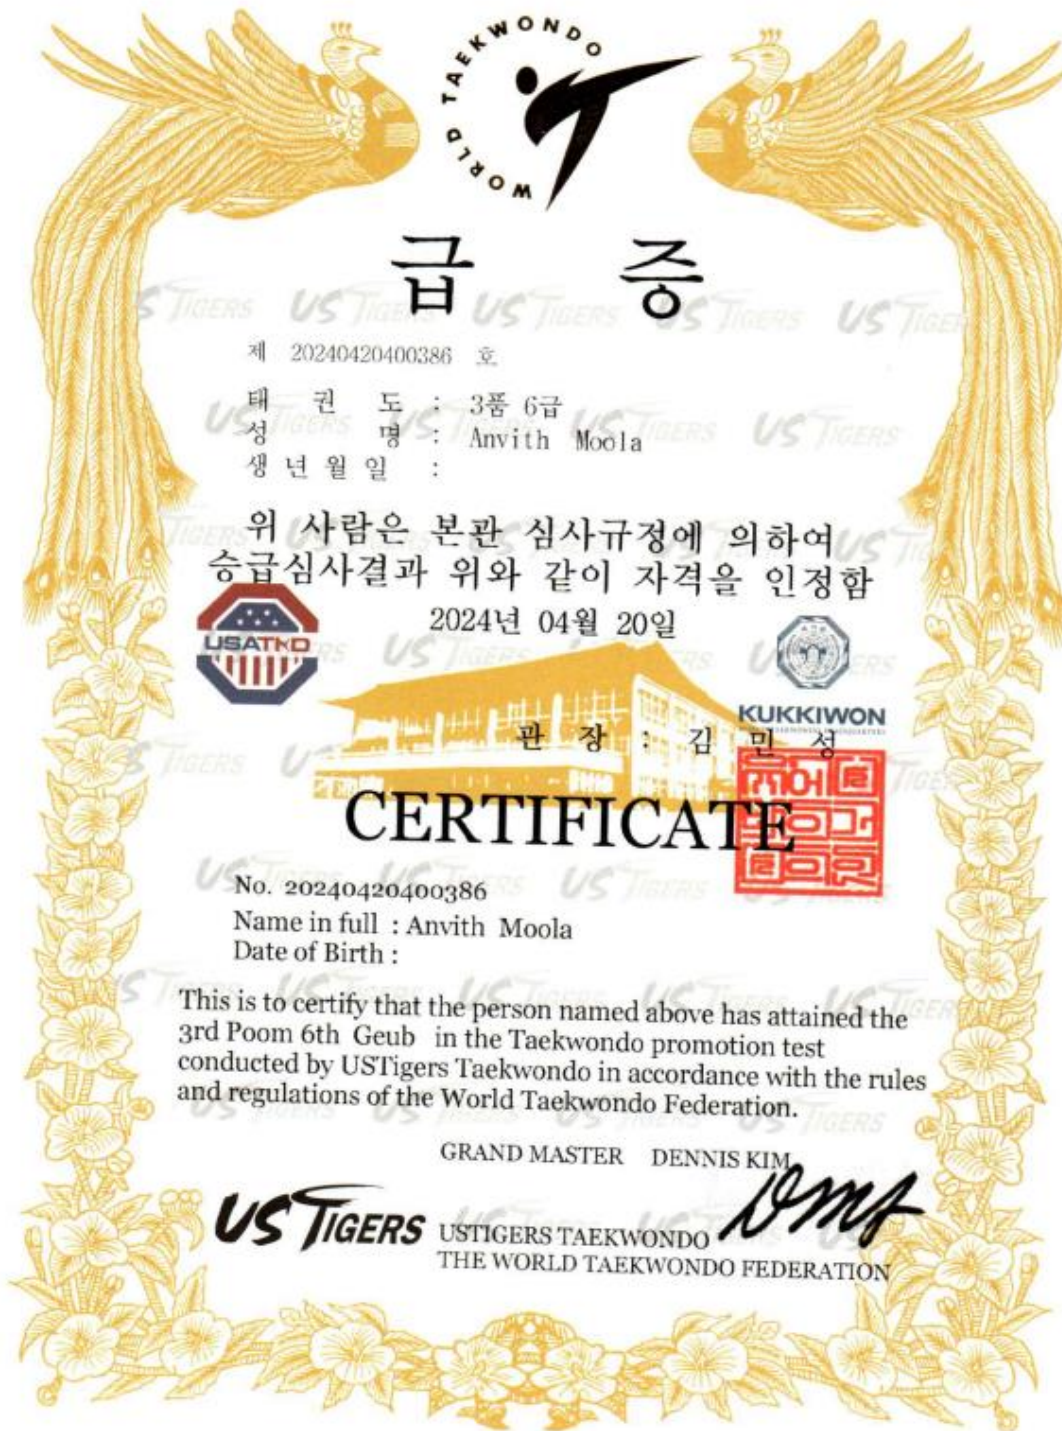 WORLD TAEKWONDO
급 증
제 20240420400386 호
태 권 도 : 3품 6급
성 명 : Anvith Moola
생 년 월 일 :
위 사람은 본관 심사규정에 의하여
승급심사결과 위와 같이 자격을 인정함
2024년 04월 20일
USATKD
KUKKIWON
관 장 : 김 민 성
CERTIFICATE
No. 20240420400386
Name in full : Anvith Moola
Date of Birth :
This is to certify that the person named above has attained the
3rd Poom 6th Geub in the Taekwondo promotion test
conducted by USTigers Taekwondo in accordance with the rules
and regulations of the World Taekwondo Federation.
GRAND MASTER DENNIS KIM
US TIGERS
USTIGERS TAEKWONDO
THE WORLD TAEKWONDO FEDERATION